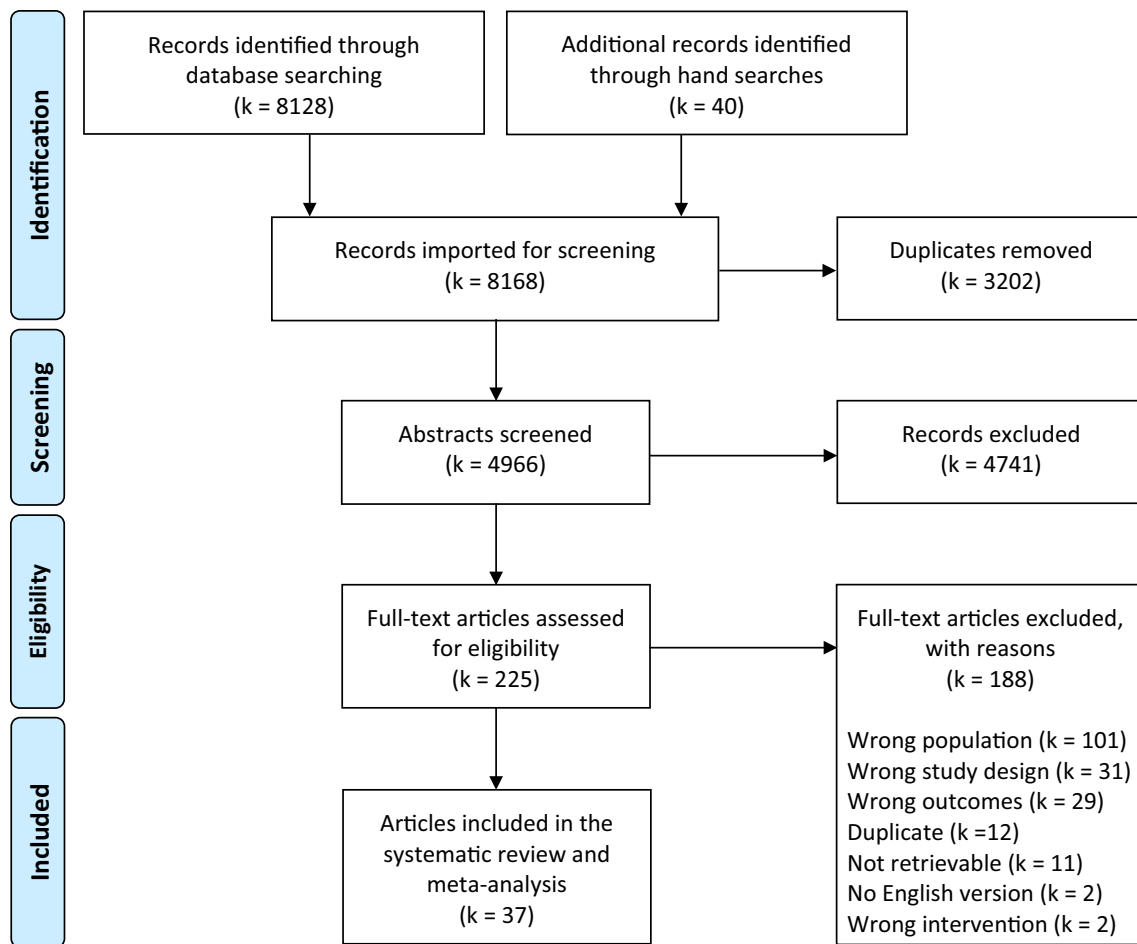 Identification
Records identified through
database searching
(k = 8128)
Additional records identified
through hand searches
(k = 40)
Records imported for screening
(k = 8168)
Duplicates removed
(k = 3202)
Screening
Abstracts screened
(k = 4966)
Records excluded
(k = 4741)
Eligibility
Full-text articles assessed
for eligibility
(k = 225)
Full-text articles excluded,
with reasons
(k = 188)
Wrong population (k = 101)
Wrong study design (k = 31)
Wrong outcomes (k = 29)
Duplicate (k =12)
Not retrievable (k = 11)
No English version (k = 2)
Wrong intervention (k = 2)
Included
Articles included in the
systematic review and
meta-analysis
(k = 37)